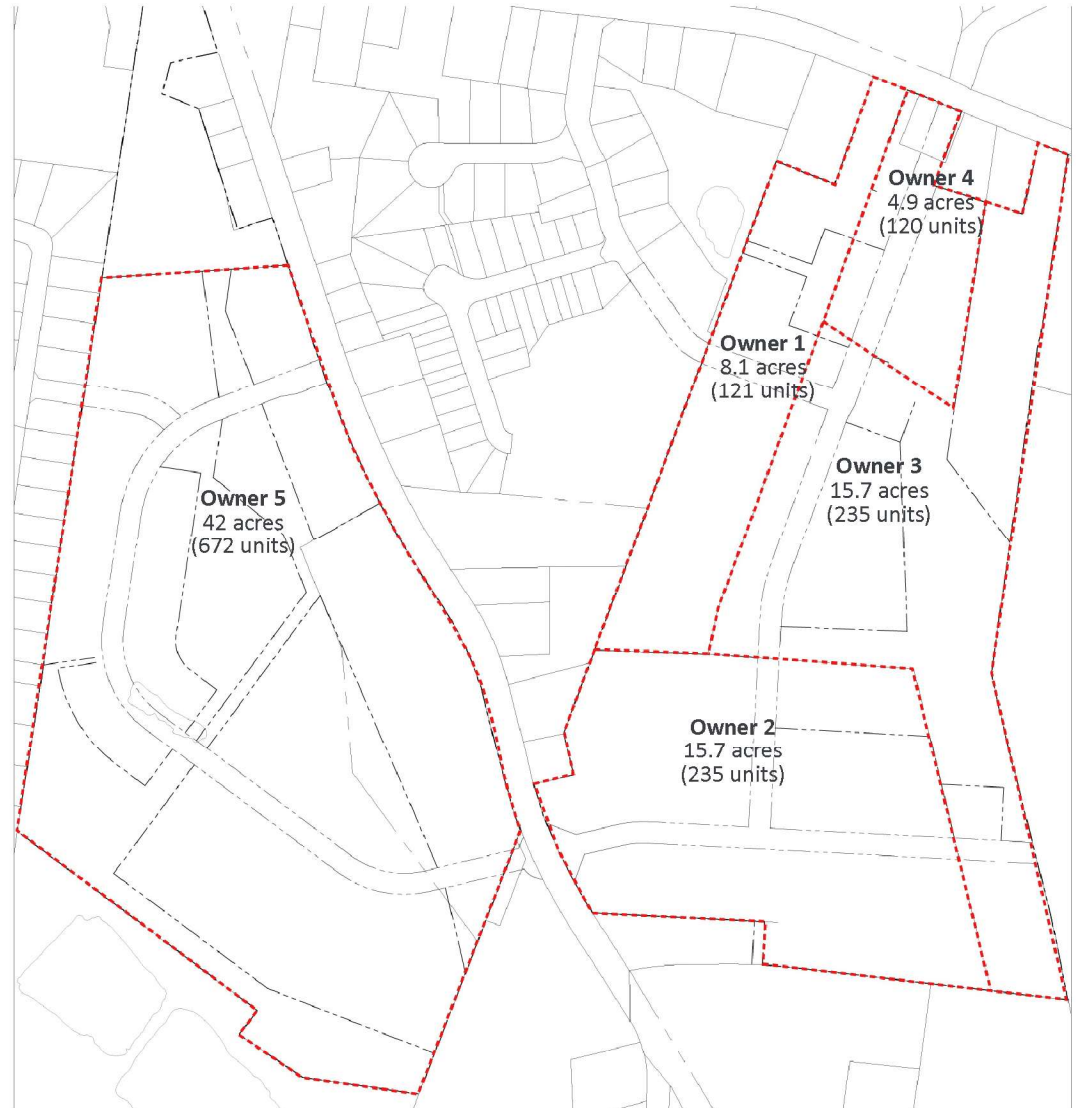 Owner 4
4.9 acres
(120 units)
Owner 1
8.1 acres
(121 units)
Owner 3
15.7 acres
(235 units)
Owner 5
42 acres
(672 units)
Owner 2
15.7 acres
(235 units)